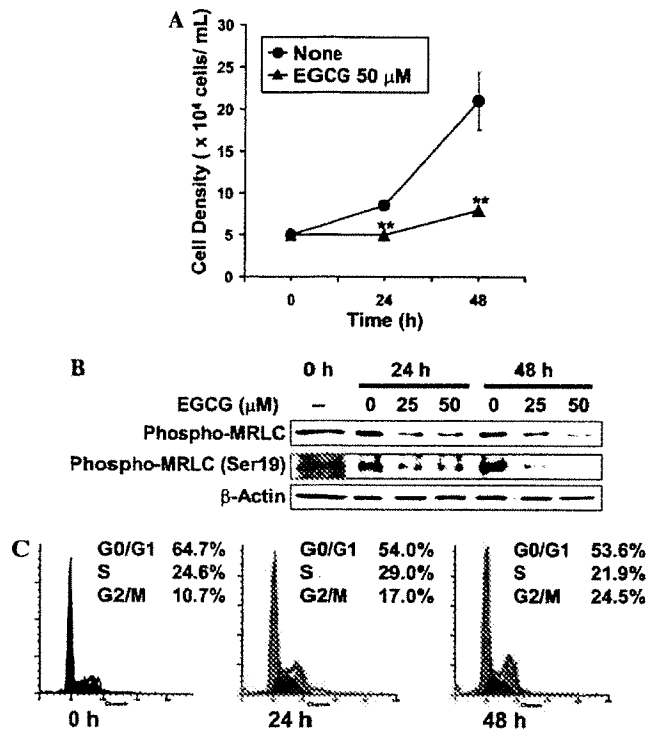 A
Cell Density ( x 10⁴ cells/ mL)
30
25
20
15
10
5
0
None
EGCG 50 μM
**
**
0 24 48
Time (h)
B
0 h 24 h 48 h
EGCG (μM) – 0 25 50 0 25 50
Phospho-MRLC
Phospho-MRLC (Ser19)
β-Actin
C
G0/G1 64.7%
S 24.6%
G2/M 10.7%
0 h
G0/G1 54.0%
S 29.0%
G2/M 17.0%
24 h
G0/G1 53.6%
S 21.9%
G2/M 24.5%
48 h